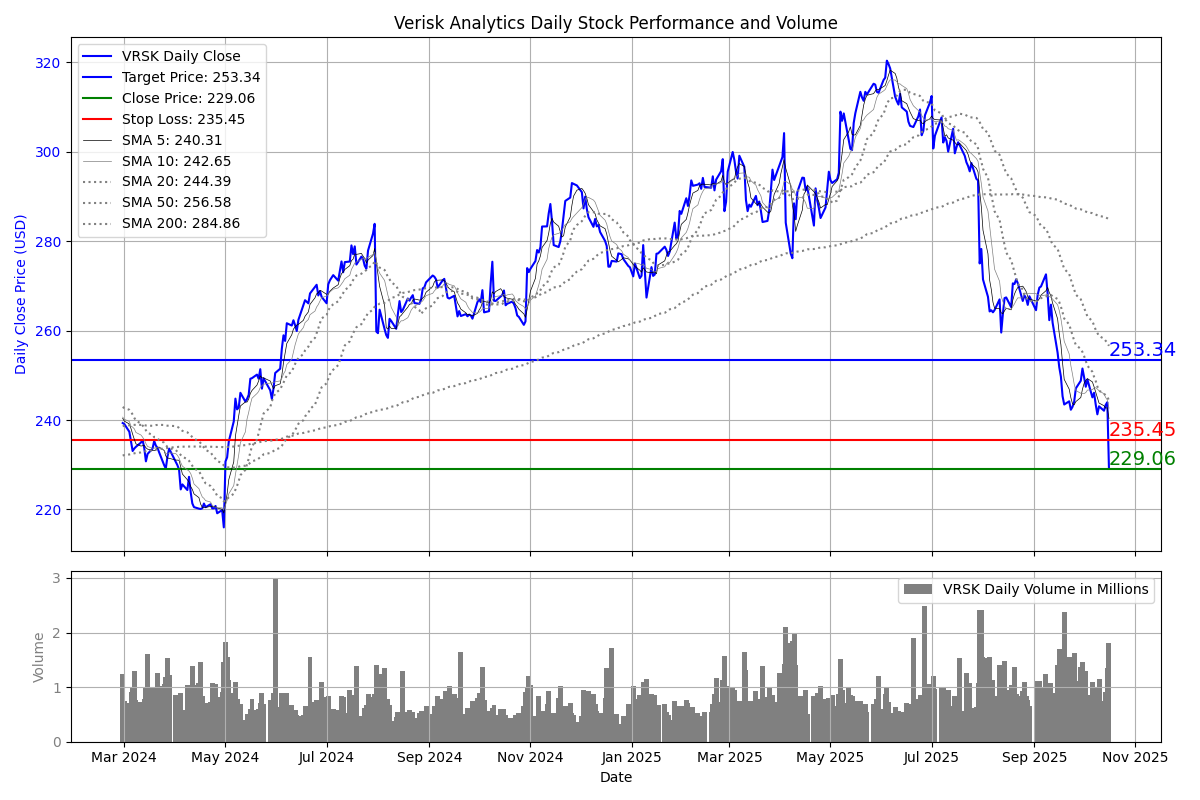 Verisk Analytics Daily Stock Performance and Volume
VRSK Daily Close
Target Price: 253.34
Close Price: 229.06
Stop Loss: 235.45
SMA 5: 240.31
SMA 10: 242.65
SMA 20: 244.39
SMA 50: 256.58
SMA 200: 284.86
Daily Close Price (USD)
320
300
280
260
240
220
253.34
235.45
229.06
VRSK Daily Volume in Millions
Volume
3
2
1
0
Mar 2024 May 2024 Jul 2024 Sep 2024 Nov 2024 Jan 2025 Mar 2025 May 2025 Jul 2025 Sep 2025 Nov 2025
Date